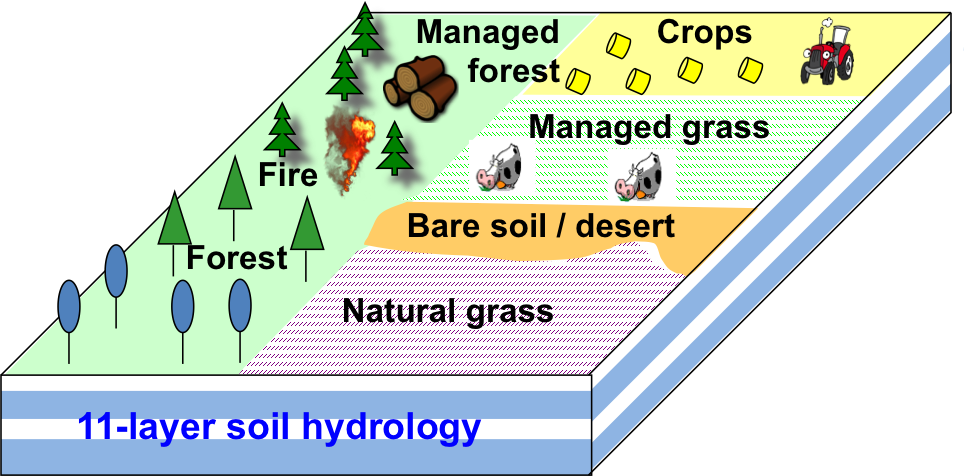 Managed
forest
Crops
Managed grass
Fire
Bare soil / desert
Forest
Natural grass
11-layer soil hydrology